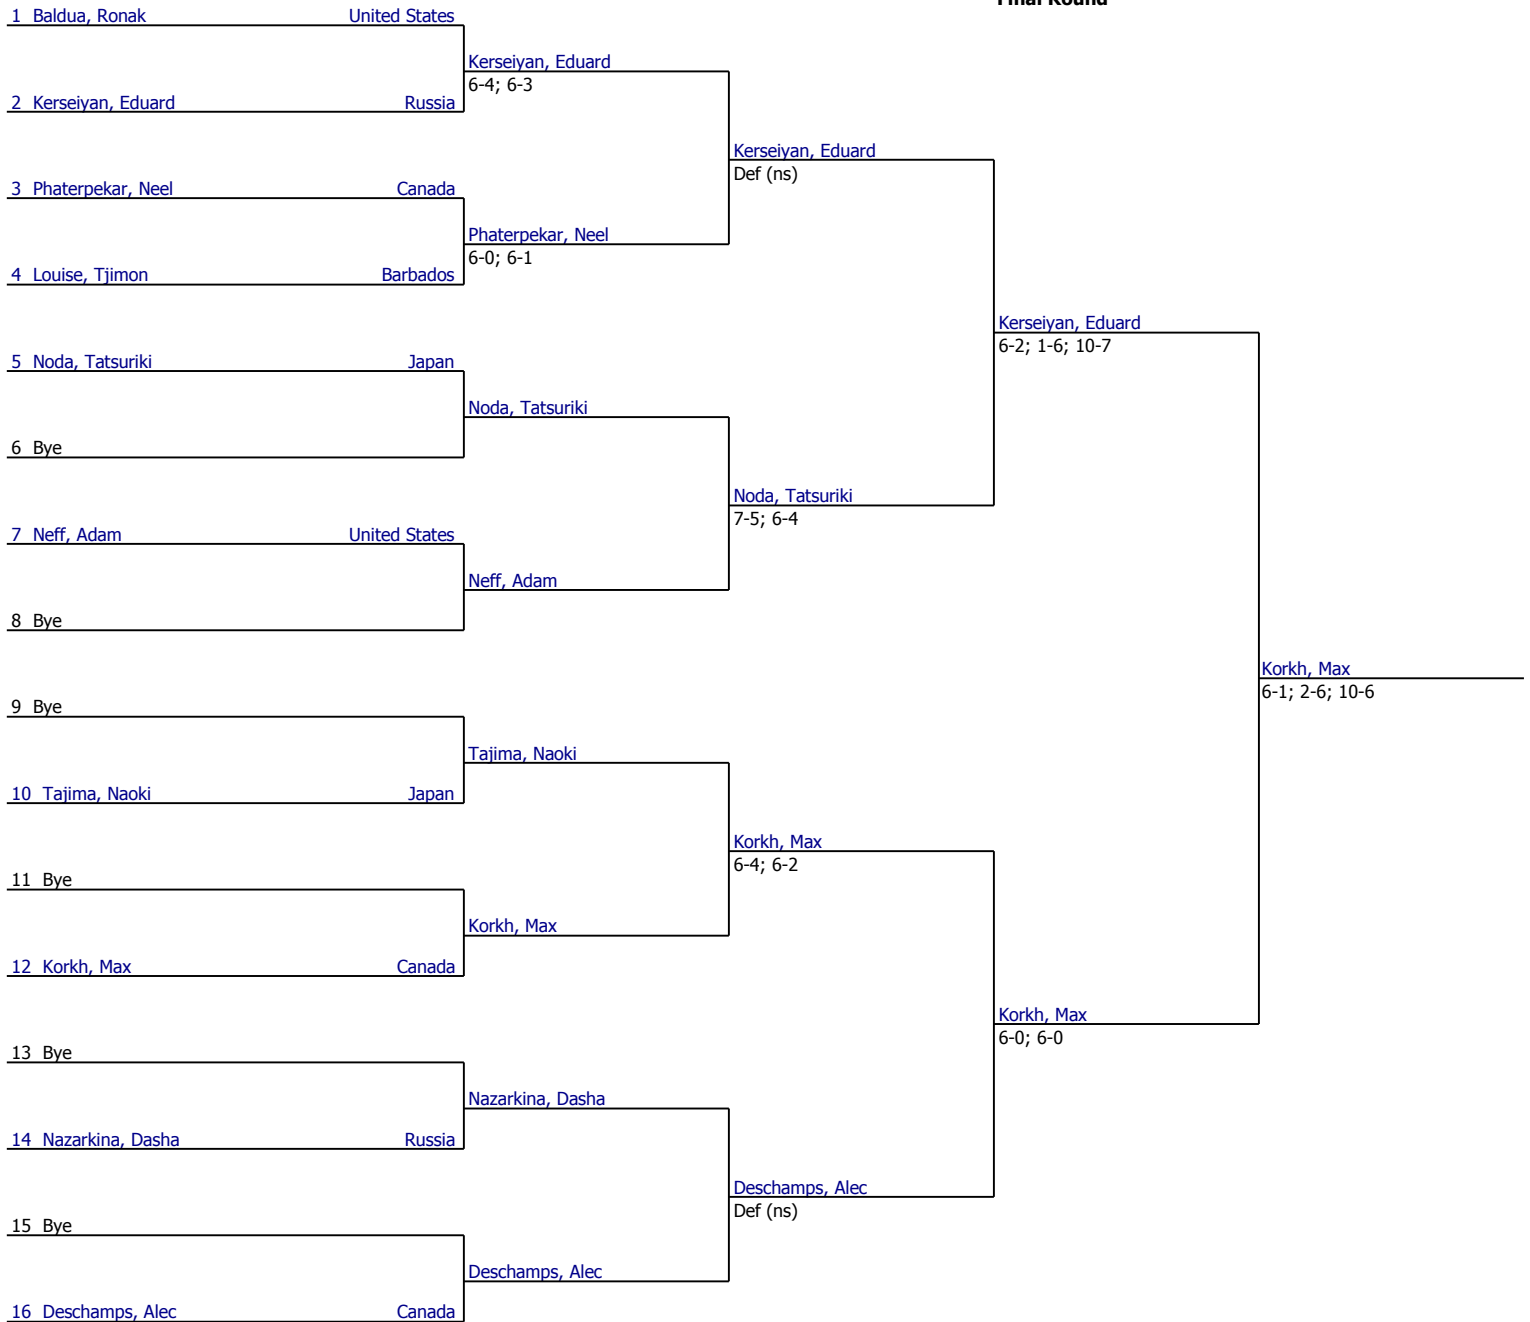 Final Round
1 Baldua, Ronak United States
Kerseiyan, Eduard
6-4; 6-3
2 Kerseiyan, Eduard Russia
Kerseiyan, Eduard
Def (ns)
3 Phaterpekar, Neel Canada
Phaterpekar, Neel
6-0; 6-1
4 Louise, Tjimon Barbados
Kerseiyan, Eduard
6-2; 1-6; 10-7
5 Noda, Tatsuriki Japan
Noda, Tatsuriki
6 Bye
Noda, Tatsuriki
7-5; 6-4
7 Neff, Adam United States
Neff, Adam
8 Bye
Korkh, Max
6-1; 2-6; 10-6
9 Bye
Tajima, Naoki
10 Tajima, Naoki Japan
Korkh, Max
6-4; 6-2
11 Bye
Korkh, Max
12 Korkh, Max Canada
Korkh, Max
6-0; 6-0
13 Bye
Nazarkina, Dasha
14 Nazarkina, Dasha Russia
Deschamps, Alec
Def (ns)
15 Bye
Deschamps, Alec
16 Deschamps, Alec Canada